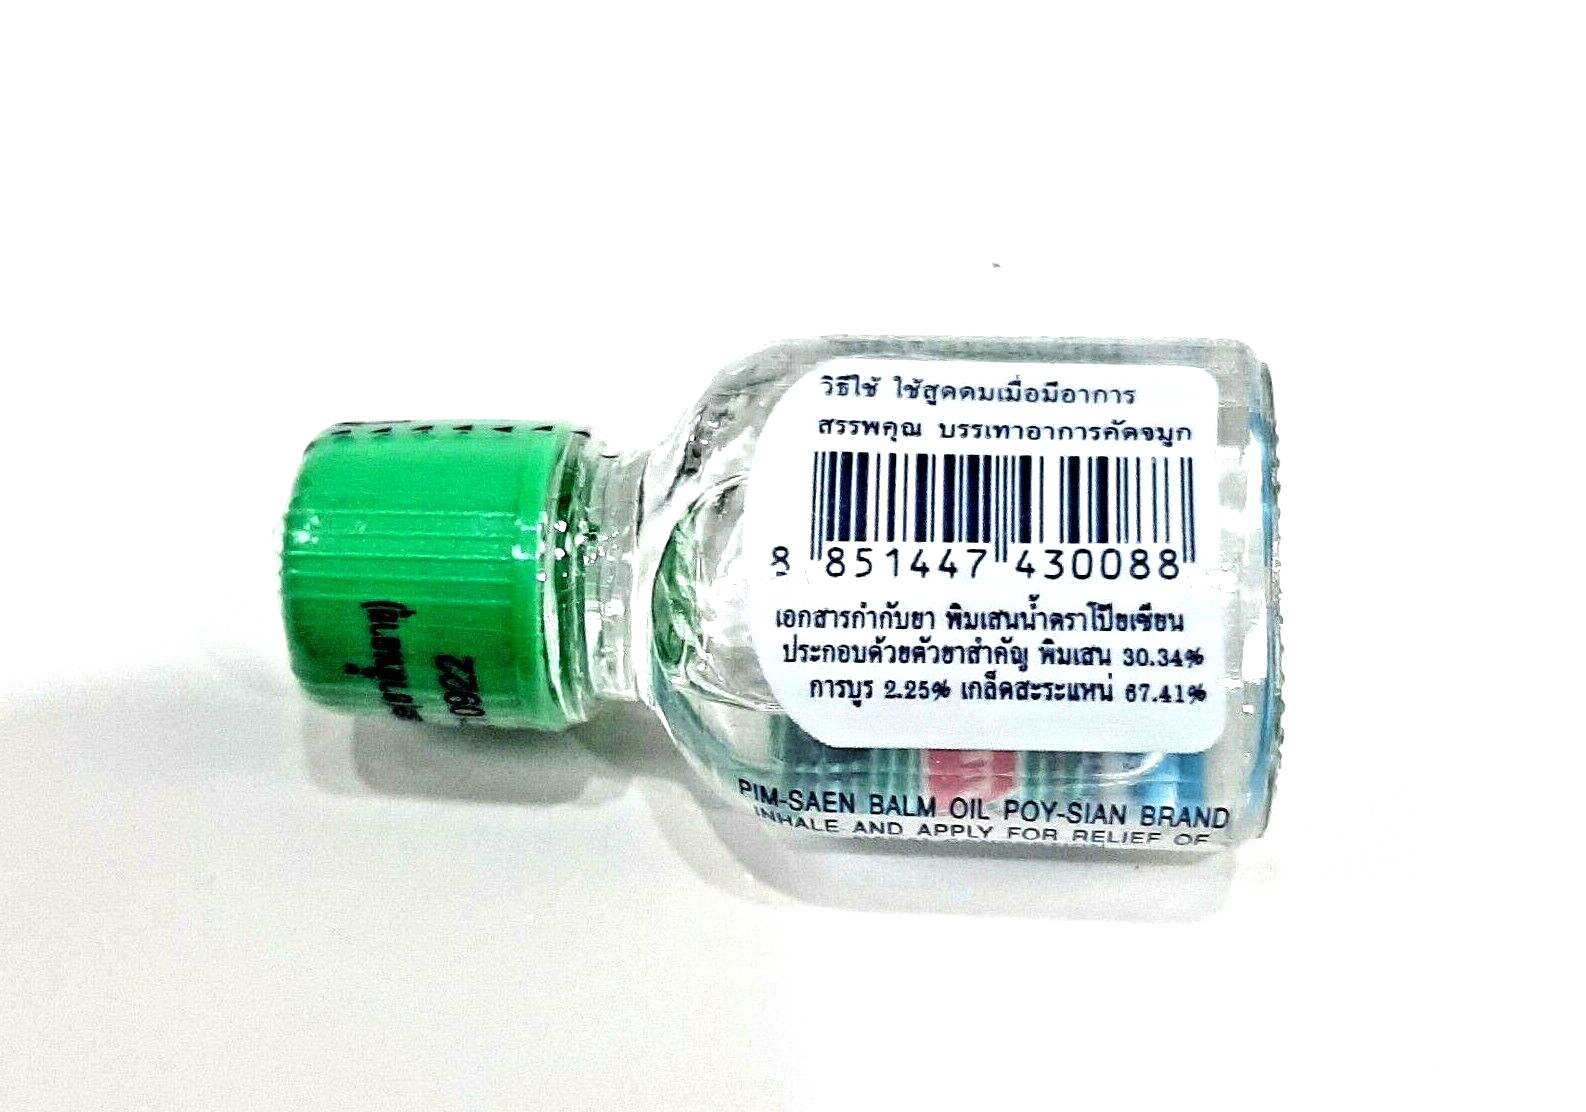 วิธีใช้ ใช้สูดดมเมื่อมีอาการ
สรรพคุณ บรรเทาอาการคัดจมูก
8 851447 430088
เอกสารกำกับยา พิมเสนน้ำตราโป๊ยเซียน
ประกอบด้วยตัวยาสำคัญ พิมเสน 30.34%
การบูร 2.25% เกล็ดสะระแหน่ 67.41%
PIM-SAEN BALM OIL POY-SIAN BRAND
INHALE AND APPLY FOR RELIEF OF
0922